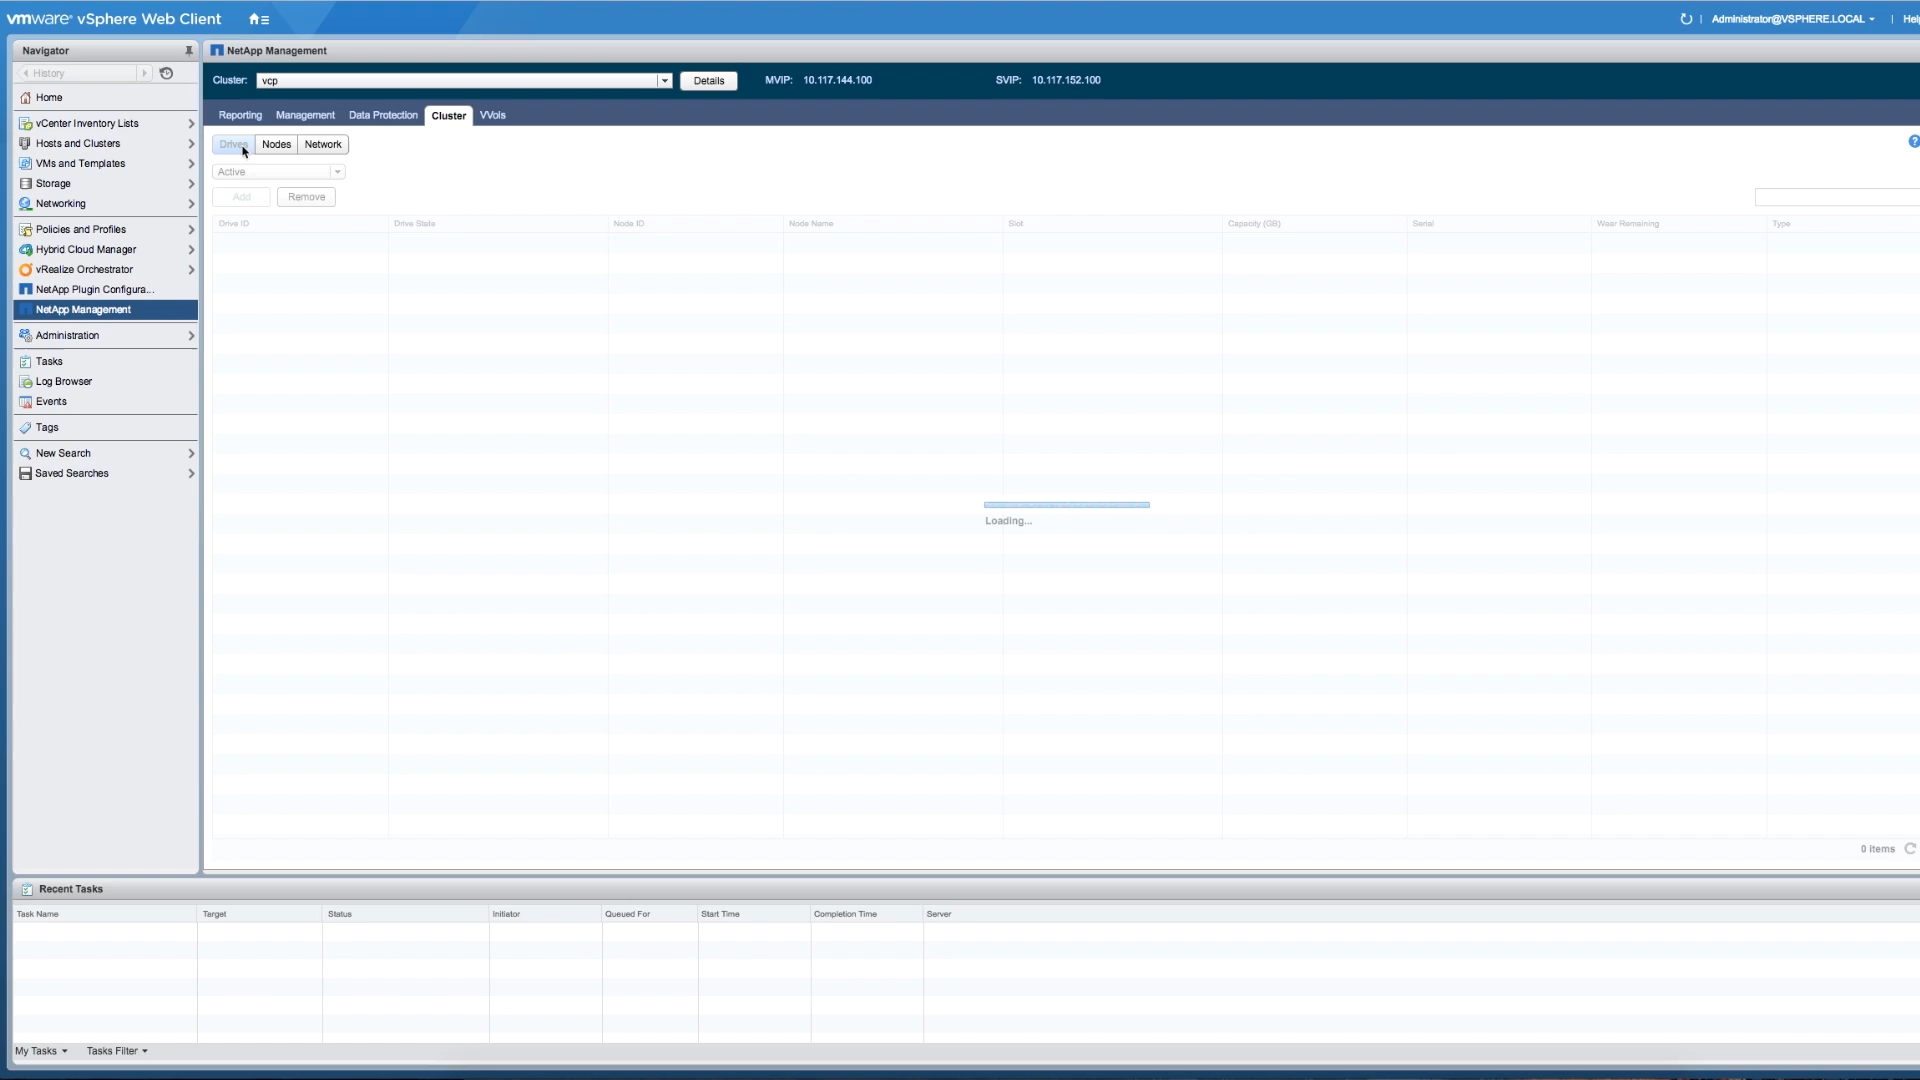 vmware® vSphere Web Client
Administrator@VSPHERE.LOCAL
Navigator
NetApp Management
History
Cluster: vcp Details MVIP: 10.117.144.100 SVIP: 10.117.152.100
Home
Reporting Management Data Protection Cluster VVols
vCenter Inventory Lists
Hosts and Clusters
VMs and Templates
Storage
Networking
Policies and Profiles
Hybrid Cloud Manager
vRealize Orchestrator
NetApp Plugin Configura...
NetApp Management
Administration
Tasks
Log Browser
Events
Tags
New Search
Saved Searches
Drives Nodes Network
Active
Add Remove
Drive ID Drive State Node ID Node Name Slot Capacity (GB) Serial Wear Remaining Type
Loading...
0 items
Recent Tasks
Task Name Target Status Initiator Queued For Start Time Completion Time Server
My Tasks Tasks Filter